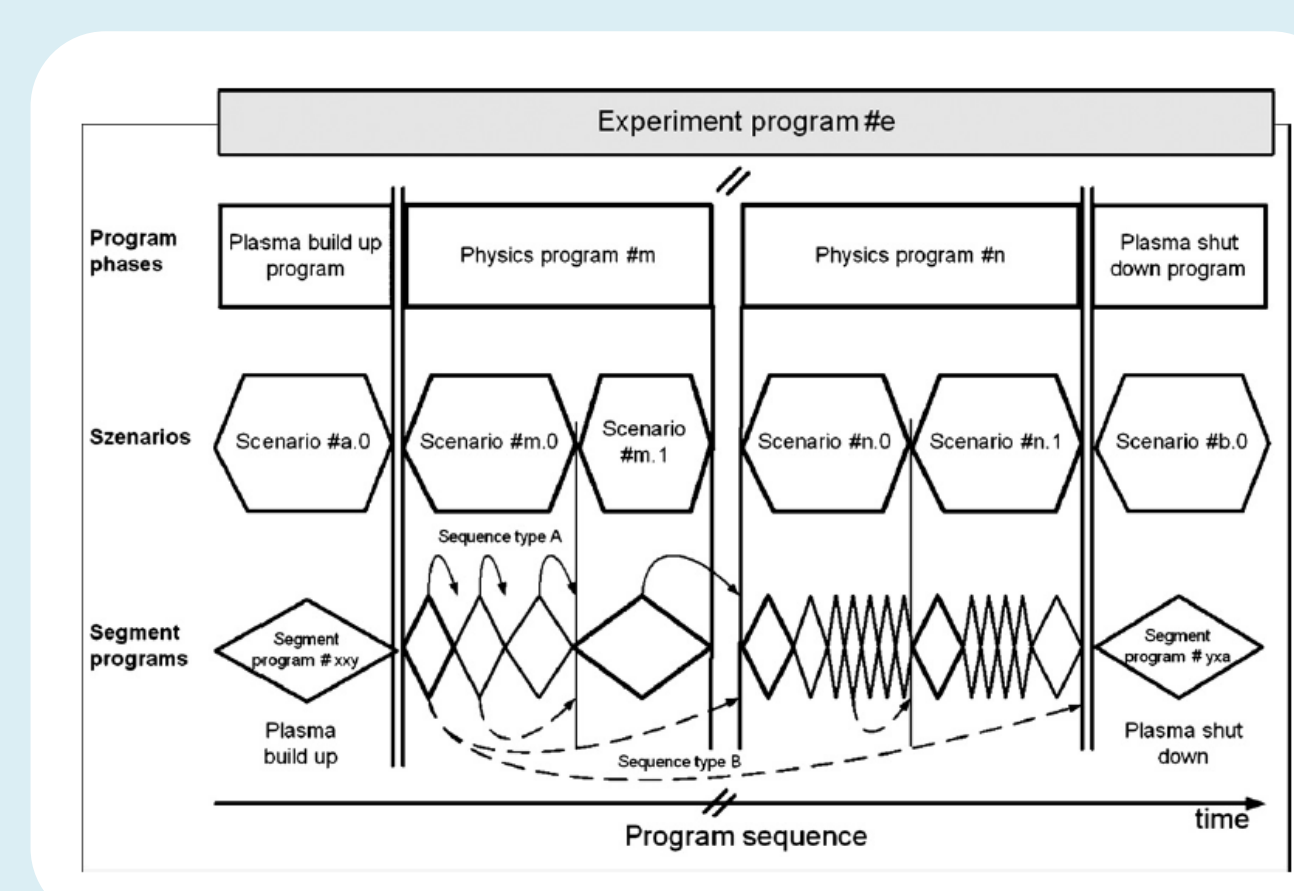 Experiment program #e
Program
phases
Plasma build up
program
Physics program #m
Physics program #n
Plasma shut
down program
Szenarios
Scenario #a.0
Scenario #m.0
Scenario
#m.1
Scenario #n.0
Scenario #n.1
Scenario #b.0
Sequence type A
Segment
programs
Segment
program # xxy
Segment
program # yxa
Plasma
build up
Plasma shut
down
Sequence type B
time
Program sequence